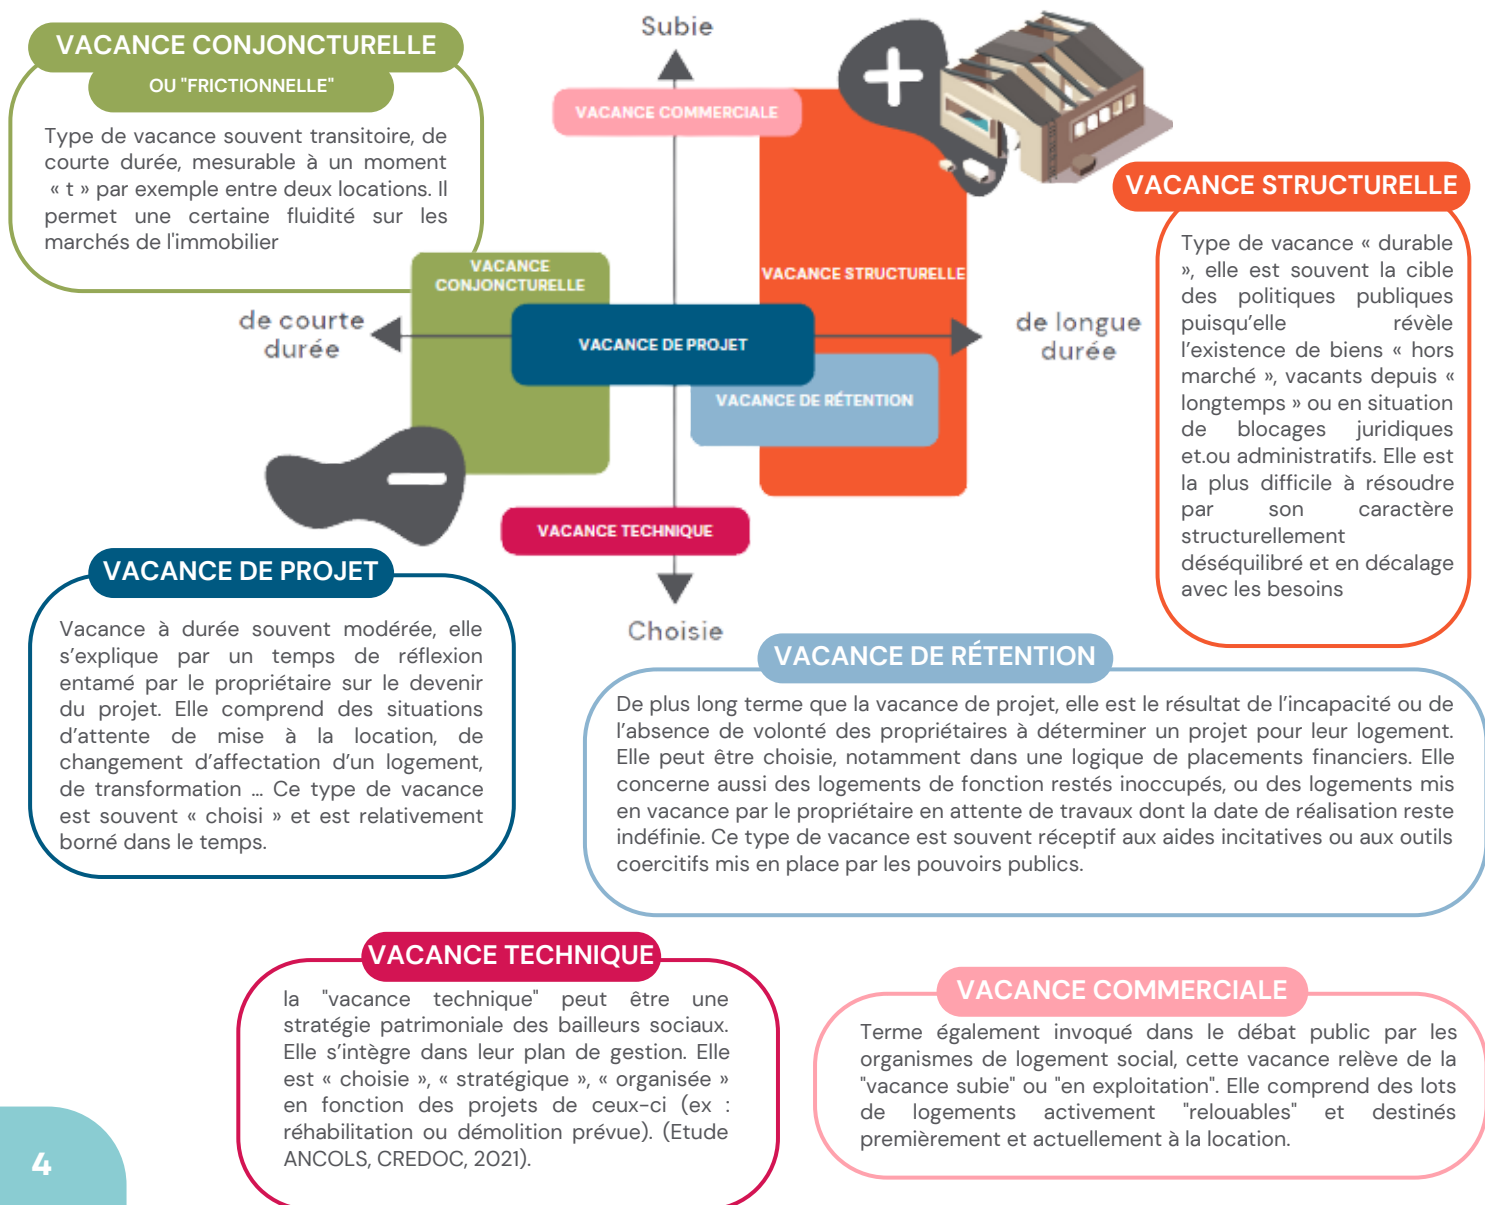 VACANCE CONJONCTURELLE
OU "FRICTIONNELLE"
Type de vacance souvent transitoire, de
courte durée, mesurable à un moment
« t » par exemple entre deux locations. Il
permet une certaine fluidité sur les
marchés de l'immobilier
Subie
VACANCE COMMERCIALE
VACANCE
CONJONCTURELLE
VACANCE STRUCTURELLE
de courte
durée
VACANCE DE PROJET
de longue
durée
VACANCE DE RÉTENTION
VACANCE TECHNIQUE
Choisie
VACANCE STRUCTURELLE
Type de vacance « durable
», elle est souvent la cible
des politiques publiques
puisqu'elle révèle
l'existence de biens « hors
marché », vacants depuis «
longtemps » ou en situation
de blocages juridiques
et.ou administratifs. Elle est
la plus difficile à résoudre
par son caractère
structurellement
déséquilibré et en décalage
avec les besoins
VACANCE DE PROJET
Vacance à durée souvent modérée, elle
s'explique par un temps de réflexion
entamé par le propriétaire sur le devenir
du projet. Elle comprend des situations
d'attente de mise à la location, de
changement d'affectation d'un logement,
de transformation ... Ce type de vacance
est souvent « choisi » et est relativement
borné dans le temps.
VACANCE DE RÉTENTION
De plus long terme que la vacance de projet, elle est le résultat de l'incapacité ou de
l'absence de volonté des propriétaires à déterminer un projet pour leur logement.
Elle peut être choisie, notamment dans une logique de placements financiers. Elle
concerne aussi des logements de fonction restés inoccupés, ou des logements mis
en vacance par le propriétaire en attente de travaux dont la date de réalisation reste
indéfinie. Ce type de vacance est souvent réceptif aux aides incitatives ou aux outils
coercitifs mis en place par les pouvoirs publics.
VACANCE TECHNIQUE
la "vacance technique" peut être une
stratégie patrimoniale des bailleurs sociaux.
Elle s'intègre dans leur plan de gestion. Elle
est « choisie », « stratégique », « organisée »
en fonction des projets de ceux-ci (ex :
réhabilitation ou démolition prévue). (Etude
ANCOLS, CREDOC, 2021).
VACANCE COMMERCIALE
Terme également invoqué dans le débat public par les
organismes de logement social, cette vacance relève de la
"vacance subie" ou "en exploitation". Elle comprend des lots
de logements activement "relouables" et destinés
premièrement et actuellement à la location.
4